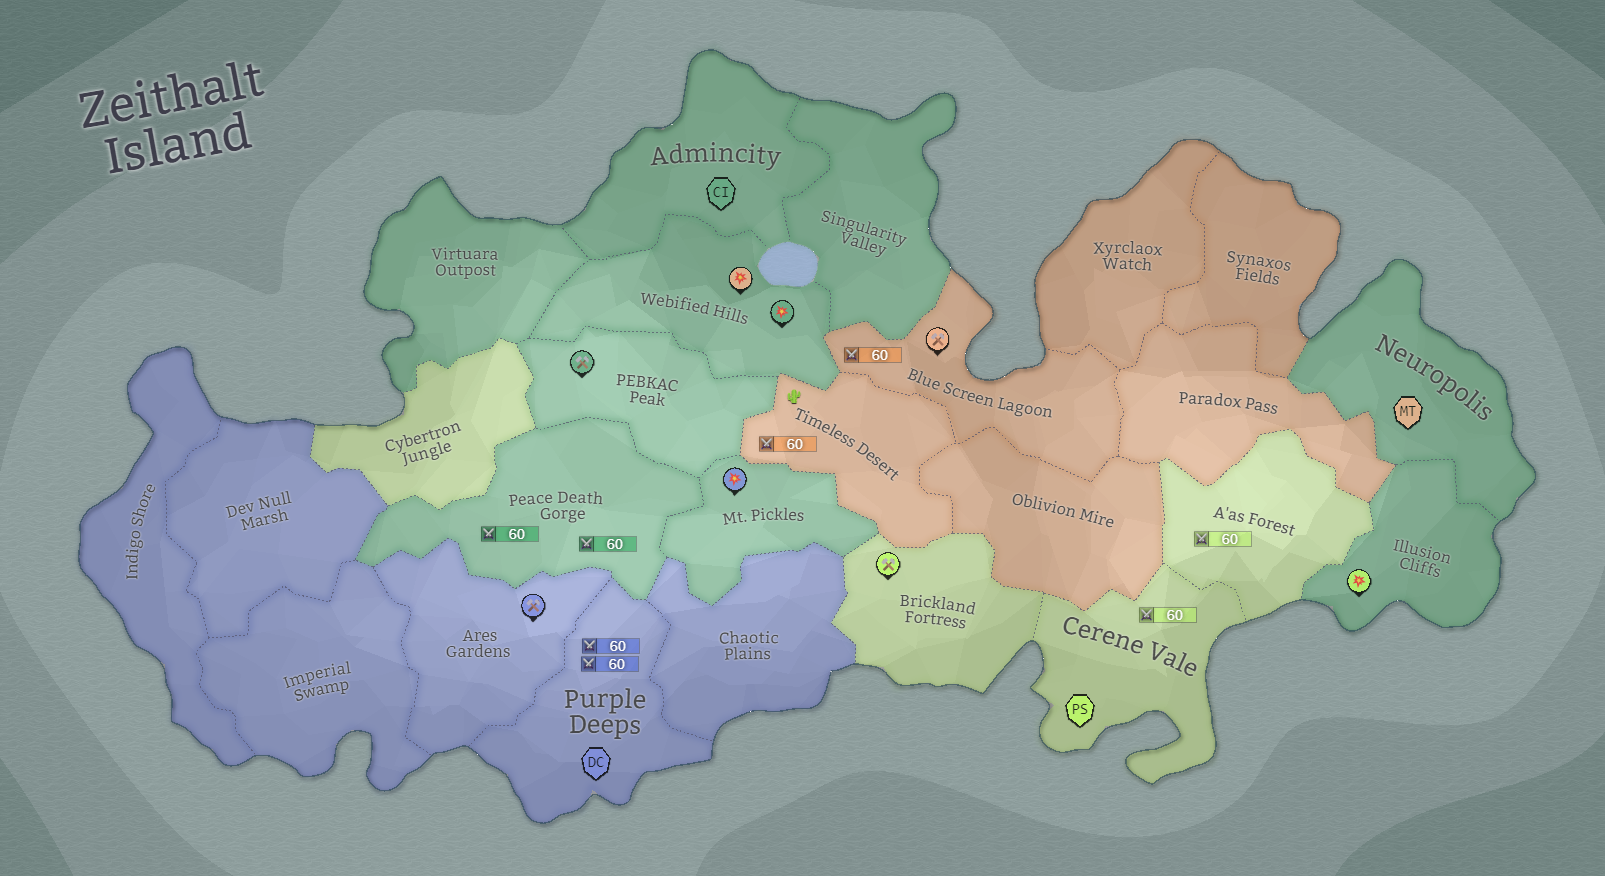 Zeithalt
Island
Admincity
CI
Singularity
Valley
Virtuara
Outpost
Xyrclaox
Watch
Synaxos
Fields
Webified Hills
60
Neuropolis
MT
PEBKAC
Peak
Blue Screen Lagoon
Paradox Pass
Cybertron
Jungle
Timeless Desert
60
Peace Death
Gorge
60
60
Mt. Pickles
Oblivion Mire
A'as Forest
60
Illusion
Cliffs
Dev Null
Marsh
Indigo Shore
Brickland
Fortress
60
Cerene Vale
PS
Ares
Gardens
60
60
Chaotic
Plains
Imperial
Swamp
Purple
Deeps
DC